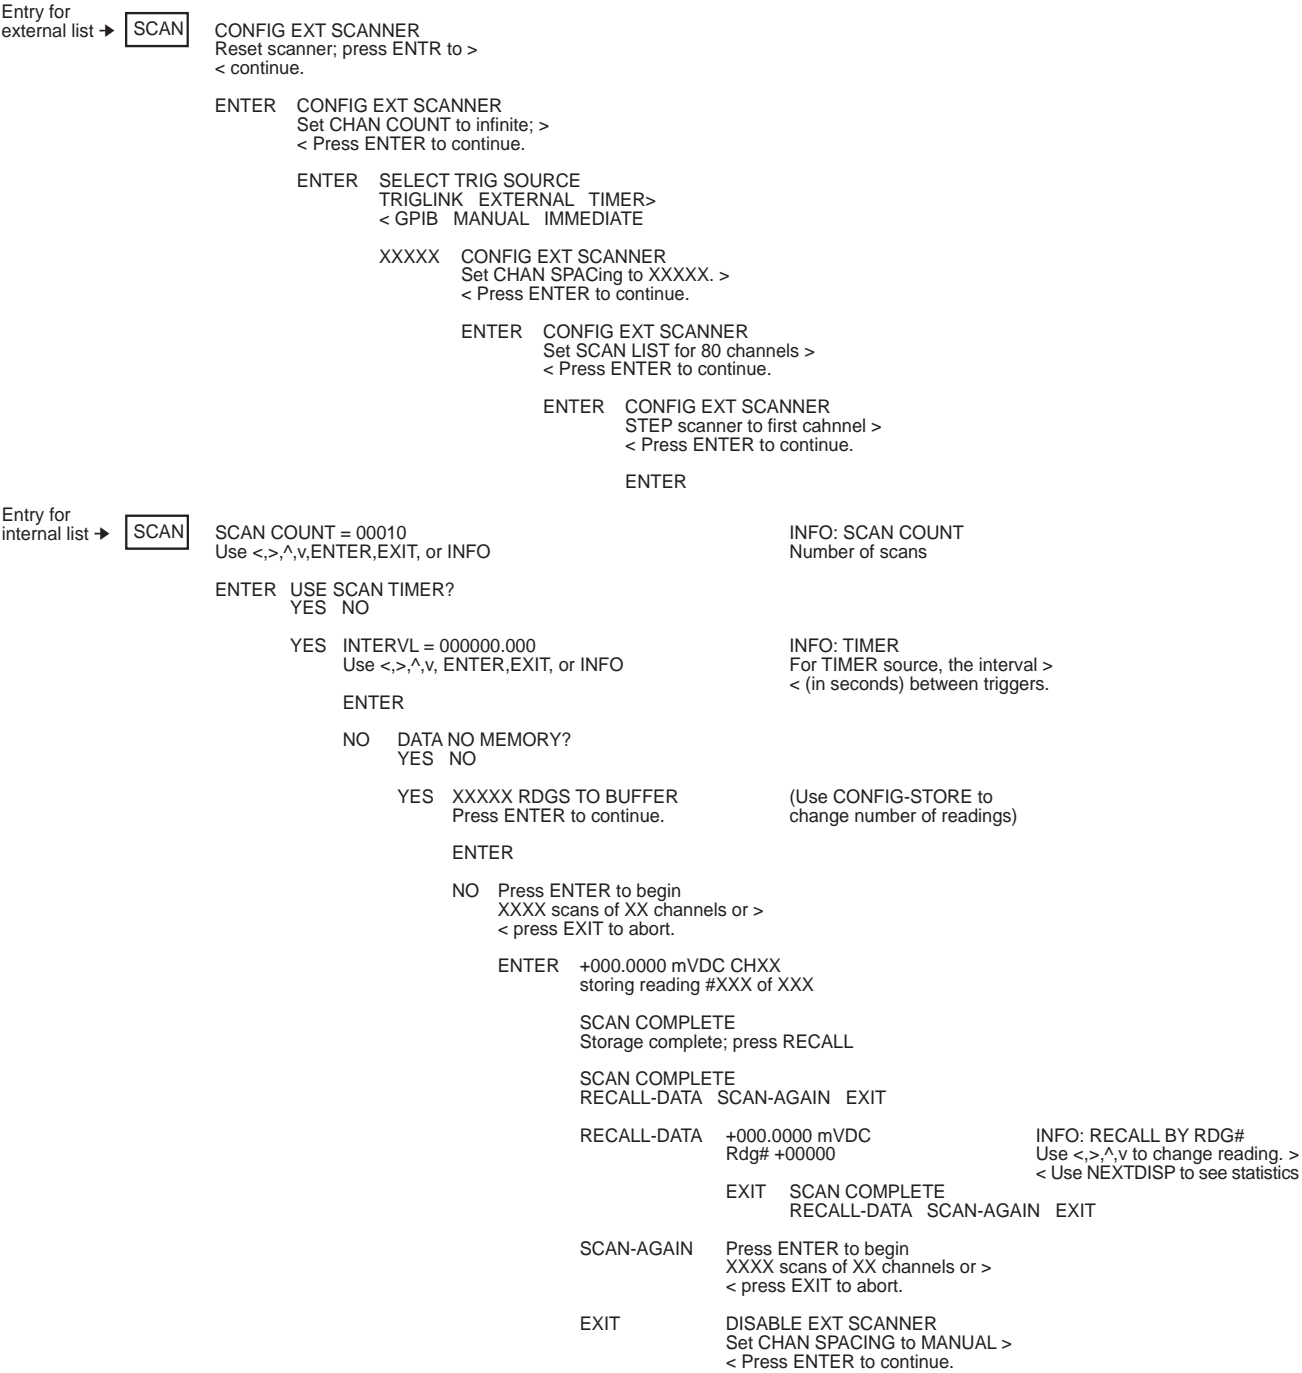 Entry for
external list → SCAN
CONFIG EXT SCANNER
Reset scanner; press ENTR to >
< continue.
ENTER CONFIG EXT SCANNER
Set CHAN COUNT to infinite; >
< Press ENTER to continue.
ENTER SELECT TRIG SOURCE
TRIGLINK EXTERNAL TIMER>
< GPIB MANUAL IMMEDIATE
XXXXX CONFIG EXT SCANNER
Set CHAN SPACing to XXXXX. >
< Press ENTER to continue.
ENTER CONFIG EXT SCANNER
Set SCAN LIST for 80 channels >
< Press ENTER to continue.
ENTER CONFIG EXT SCANNER
STEP scanner to first cahnnel >
< Press ENTER to continue.
ENTER
Entry for
internal list → SCAN
SCAN COUNT = 00010 INFO: SCAN COUNT
Use <,>,^,v,ENTER,EXIT, or INFO Number of scans
ENTER USE SCAN TIMER?
YES NO
YES INTERVL = 000000.000 INFO: TIMER
Use <,>,^,v, ENTER,EXIT, or INFO For TIMER source, the interval >
< (in seconds) between triggers.
ENTER
NO DATA NO MEMORY?
YES NO
YES XXXXX RDGS TO BUFFER (Use CONFIG-STORE to
Press ENTER to continue. change number of readings)
ENTER
NO Press ENTER to begin
XXXX scans of XX channels or >
< press EXIT to abort.
ENTER +000.0000 mVDC CHXX
storing reading #XXX of XXX
SCAN COMPLETE
Storage complete; press RECALL
SCAN COMPLETE
RECALL-DATA SCAN-AGAIN EXIT
RECALL-DATA +000.0000 mVDC INFO: RECALL BY RDG#
Rdg# +00000 Use <,>,^,v to change reading. >
< Use NEXTDISP to see statistics
EXIT SCAN COMPLETE
RECALL-DATA SCAN-AGAIN EXIT
SCAN-AGAIN Press ENTER to begin
XXXX scans of XX channels or >
< press EXIT to abort.
EXIT DISABLE EXT SCANNER
Set CHAN SPACING to MANUAL >
< Press ENTER to continue.